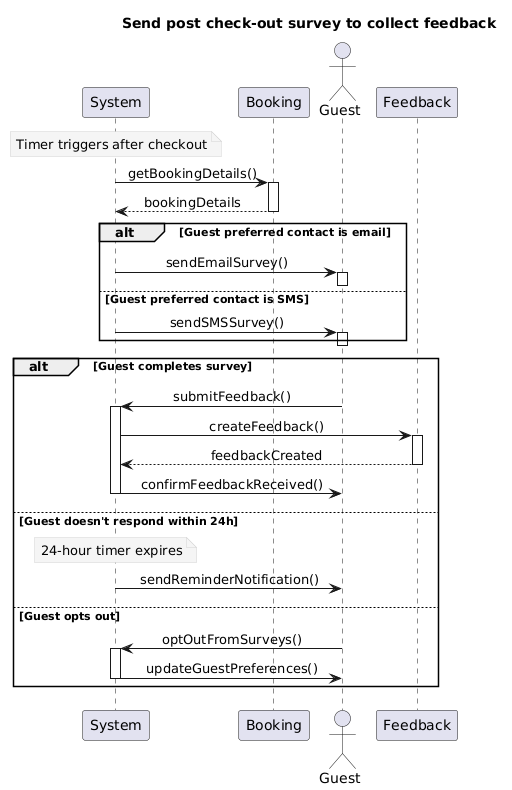 Send post check-out survey to collect feedback
System
Booking
Guest
Feedback
Timer triggers after checkout
getBookingDetails()
bookingDetails
alt
[Guest preferred contact is email]
sendEmailSurvey()
[Guest preferred contact is SMS]
sendSMSSurvey()
alt
[Guest completes survey]
submitFeedback()
createFeedback()
feedbackCreated
confirmFeedbackReceived()
[Guest doesn't respond within 24h]
24-hour timer expires
sendReminderNotification()
[Guest opts out]
optOutFromSurveys()
updateGuestPreferences()
System
Booking
Guest
Feedback